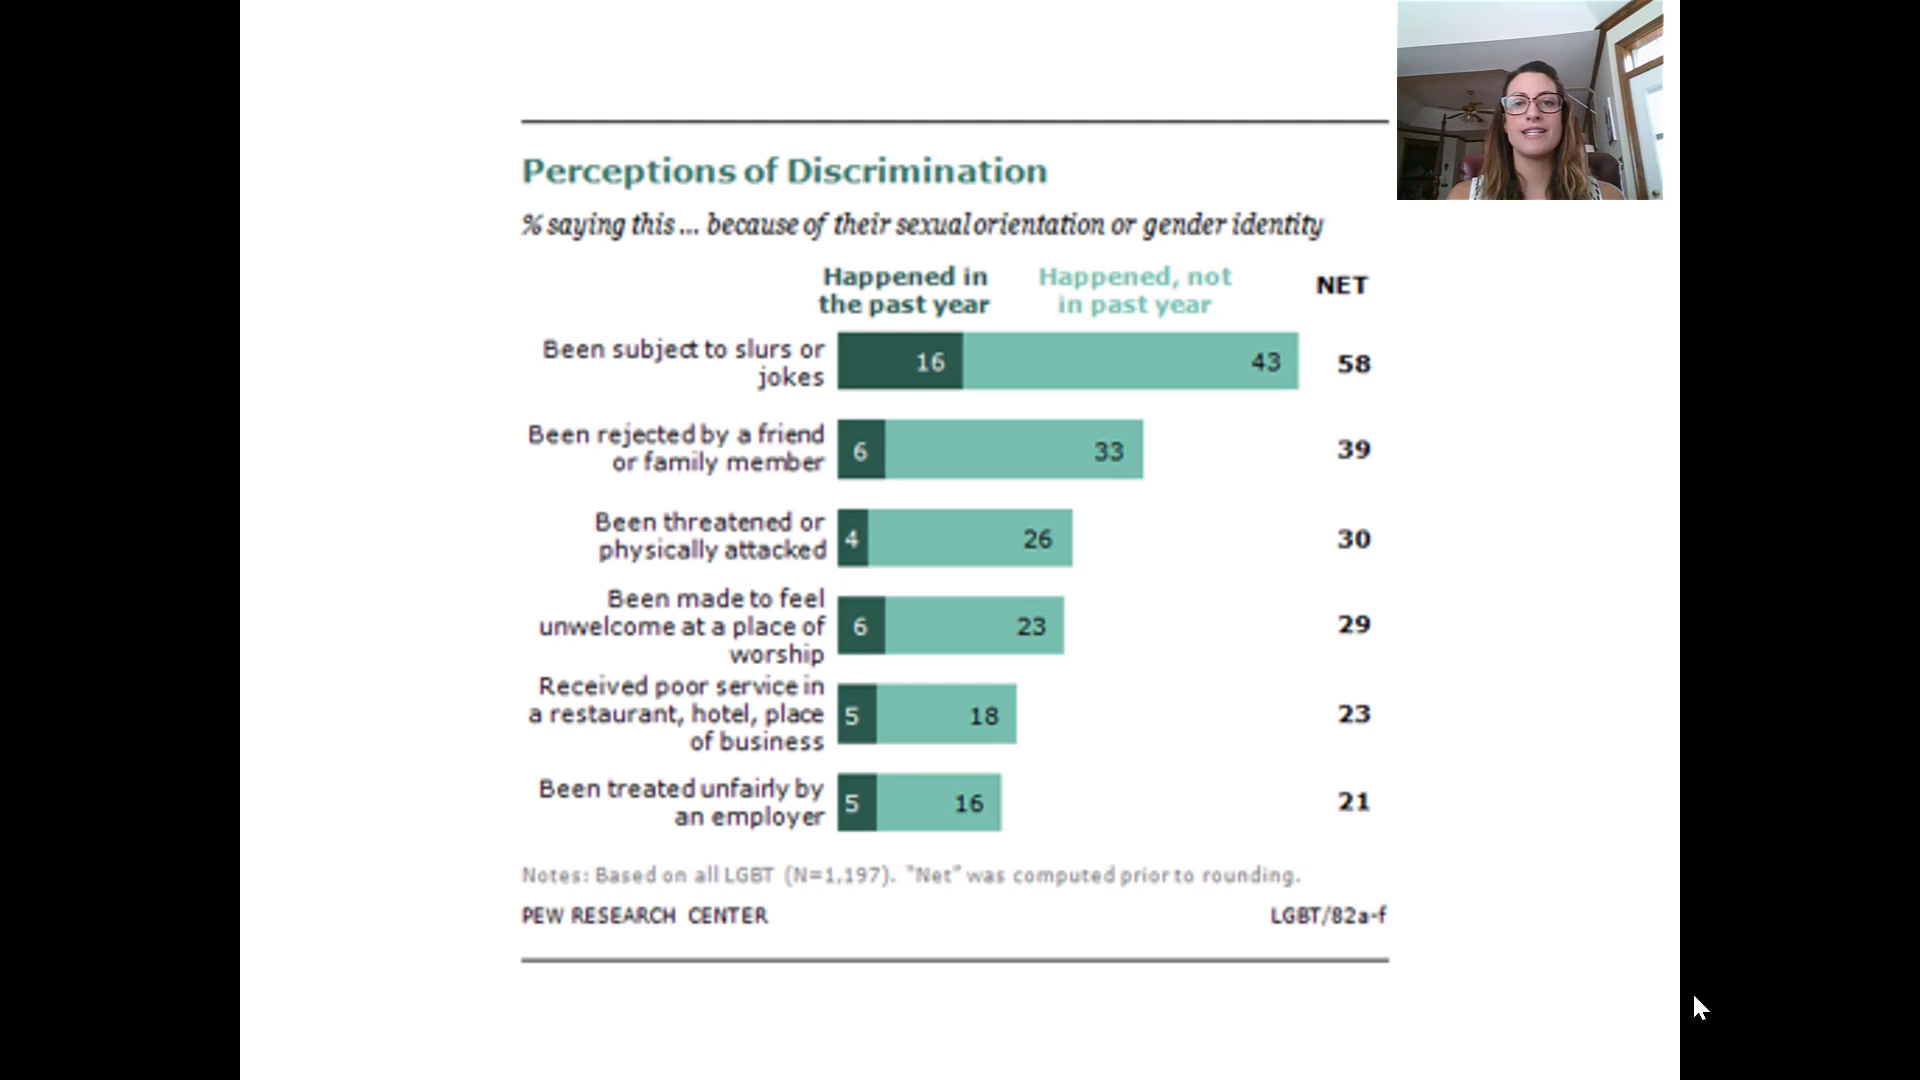 Perceptions of Discrimination
% saying this ... because of their sexual orientation or gender identity
Happened in
the past year
Happened, not
in past year
NET
Been subject to slurs or
jokes
16
43
58
Been rejected by a friend
or family member
6
33
39
Been threatened or
physically attacked
4
26
30
Been made to feel
unwelcome at a place of
worship
6
23
29
Received poor service in
a restaurant, hotel, place
of business
5
18
23
Been treated unfairly by
an employer
5
16
21
Notes: Based on all LGBT (N=1,197). "Net" was computed prior to rounding.
PEW RESEARCH CENTER
LGBT/82a-f